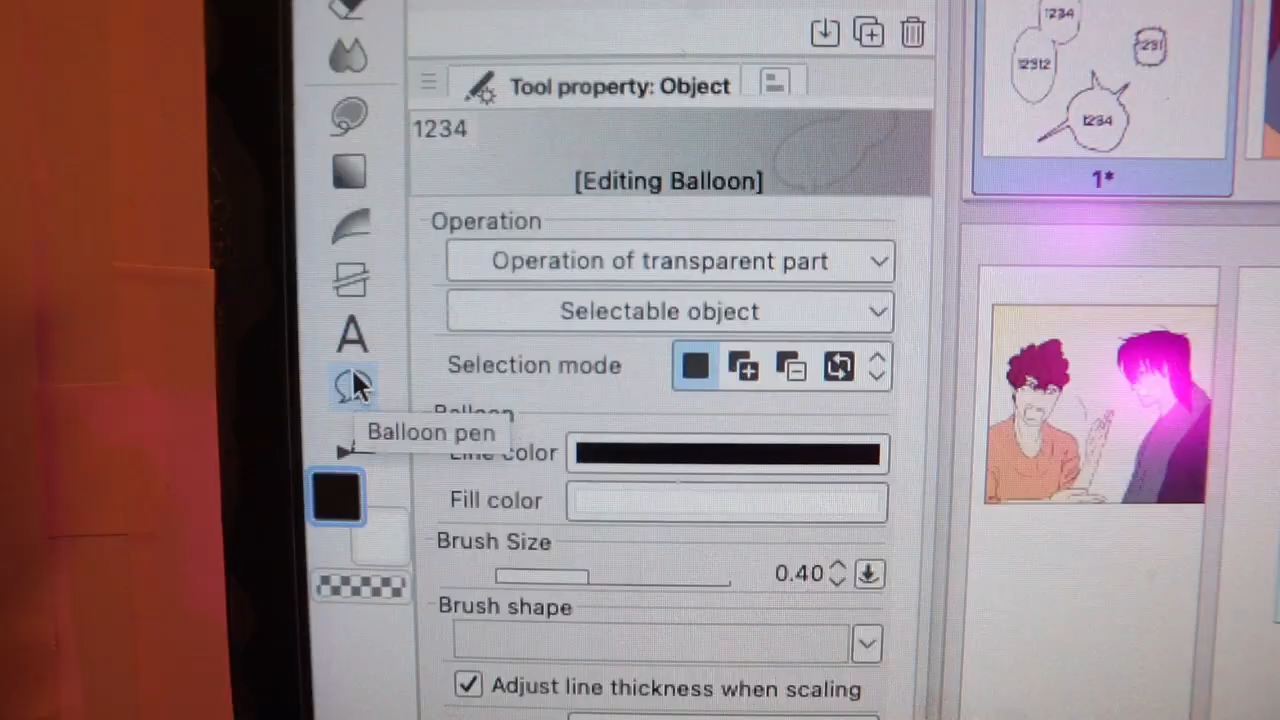 1234
12312
1231
1234
1*
Tool property: Object
1234
[Editing Balloon]
Operation
Operation of transparent part
Selectable object
Selection mode
Balloon
A
Balloon pen
Line color
Fill color
Brush Size
0.40
Brush shape
Adjust line thickness when scaling